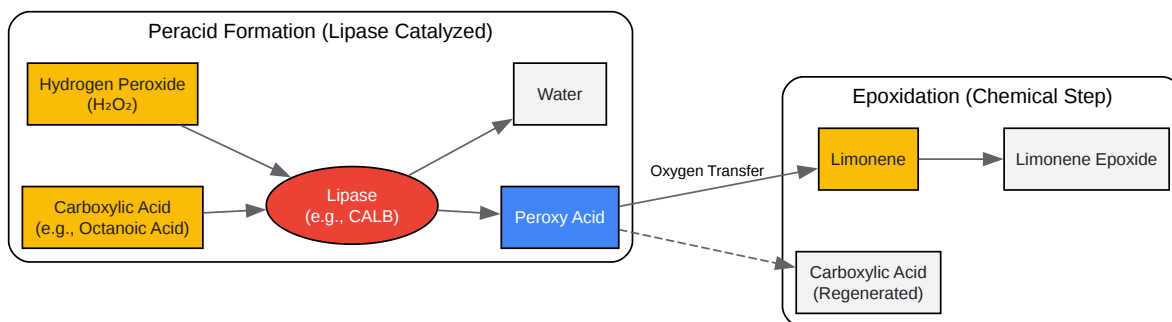 Peracid Formation (Lipase Catalyzed)
Hydrogen Peroxide
(H₂O₂)
Water
Carboxylic Acid
(e.g., Octanoic Acid)
Lipase
(e.g., CALB)
Peroxy Acid
Oxygen Transfer
Epoxidation (Chemical Step)
Limonene
Limonene Epoxide
Carboxylic Acid
(Regenerated)